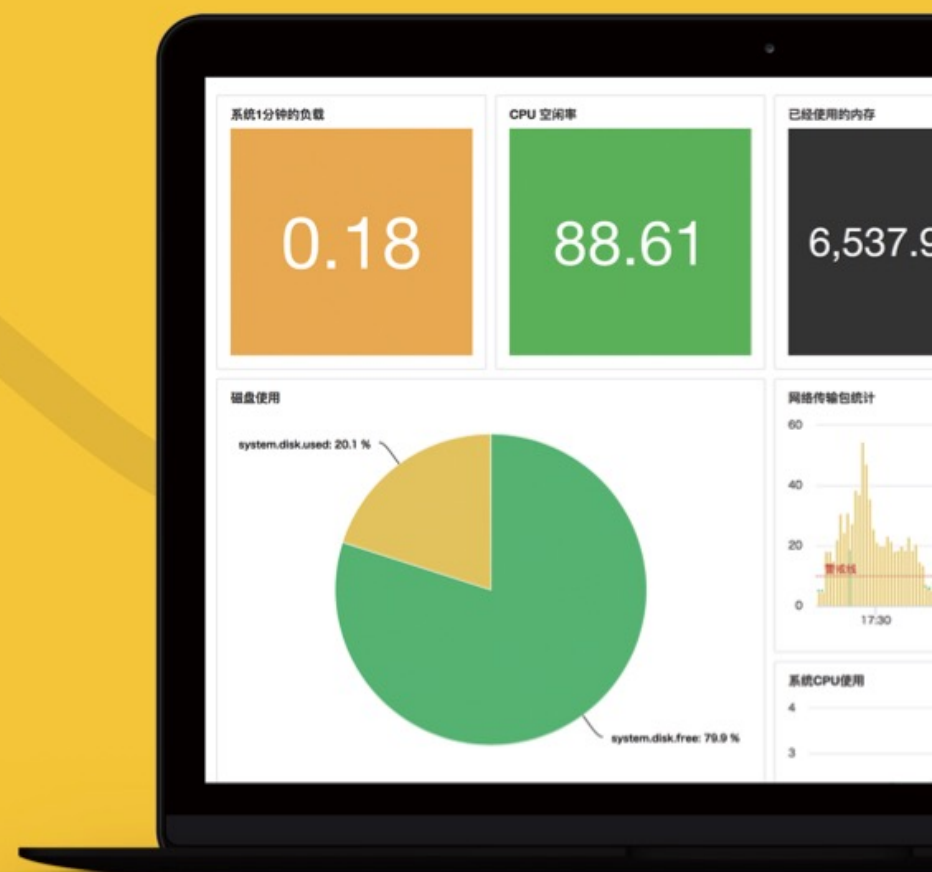 系统1分钟的负载
0.18
CPU 空闲率
88.61
已经使用的内存
6,537.9
磁盘使用
system.disk.used: 20.1 %
system.disk.free: 79.9 %
网络传输包统计
60
40
20
0
警戒线
17:30
系统CPU使用
4
3